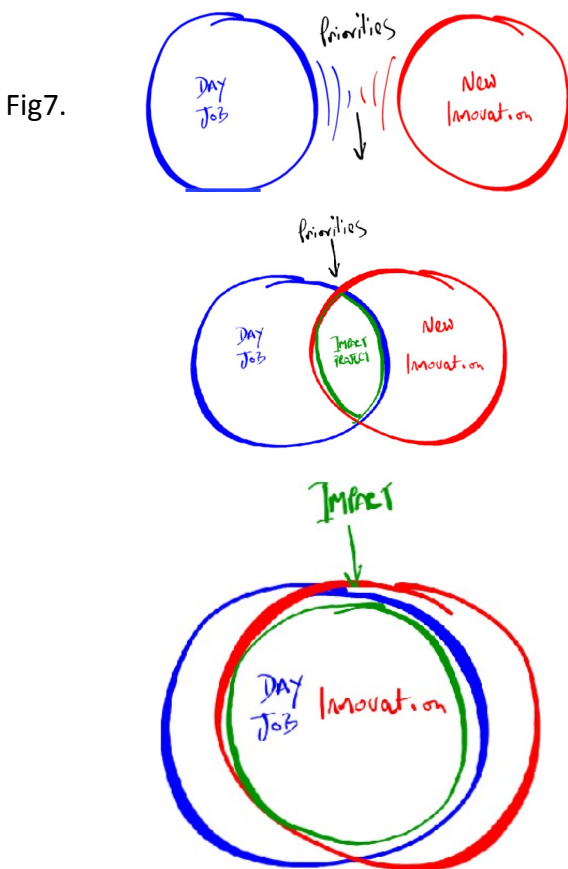 Fig7.
Priorities
DAY
JOB
New
Innovation
Priorities
DAY
JOB
IMPACT
PROJECT
New
Innovation
IMPACT
DAY
JOB
Innovation